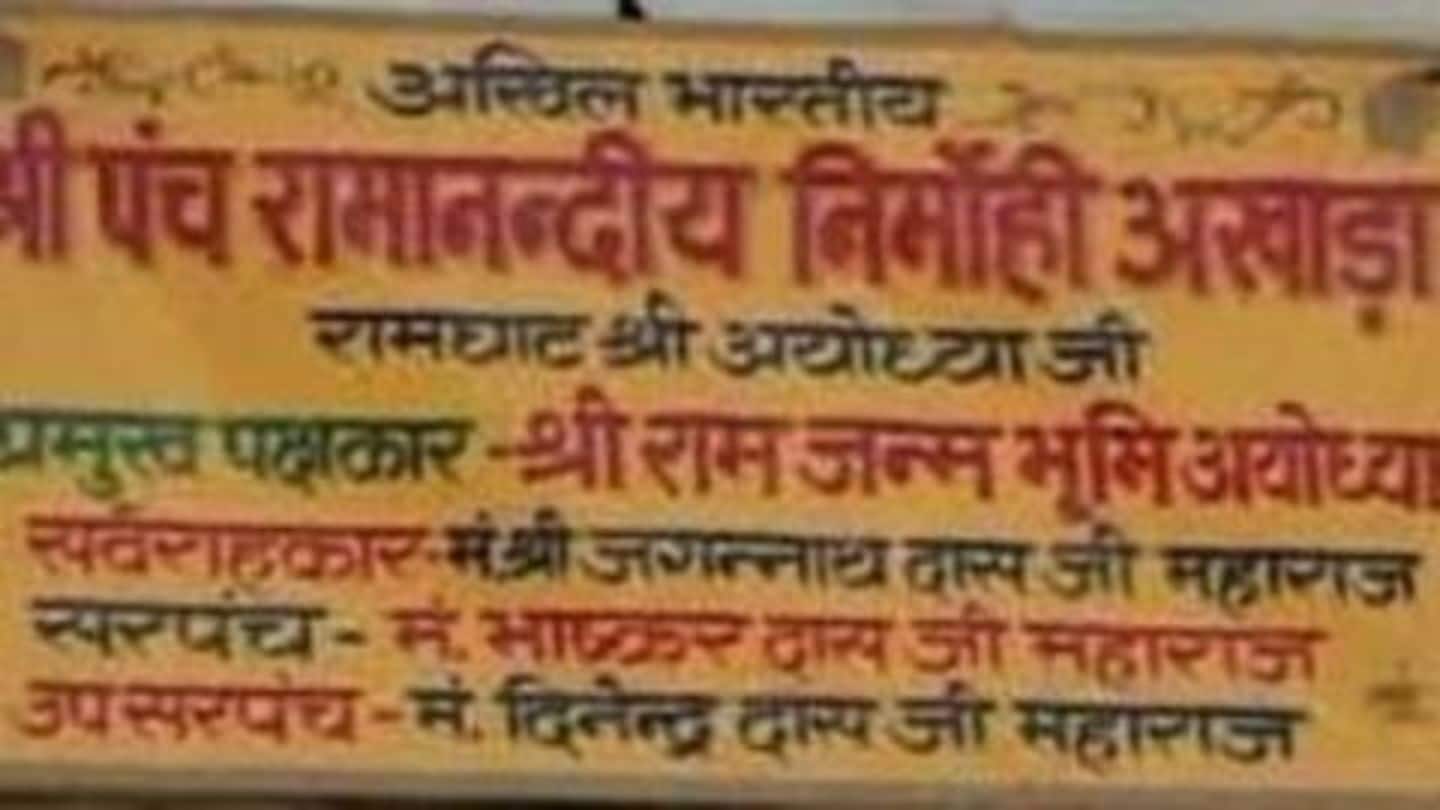 अखिल भारतीय
श्री पंच रामानन्दीय निर्मोही अखाड़ा
रामघाट श्री अयोध्या जी
प्रमुख पक्षकार -श्री राम जन्म भूमि अयोध्या
सर्वराहकार-मं.श्री जगन्नाथ दास जी महाराज
सरपंच - मं. भाष्कर दास जी महाराज
उपसरपंच - मं. दिनेन्द्र दास जी महाराज